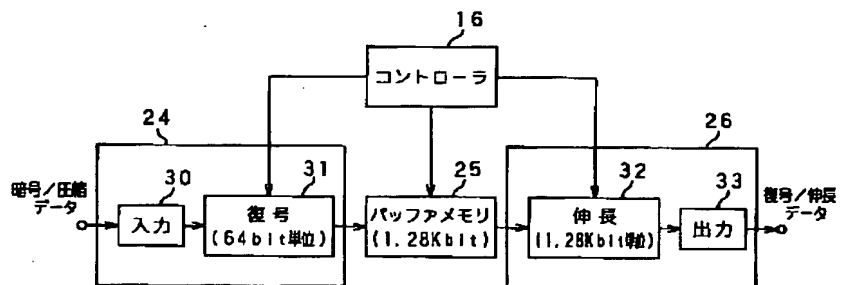 16
コントローラ
24
26
暗号/圧縮
データ
30
入力
31
復号
(64bit単位)
25
バッファメモリ
(1.28Kbit)
32
伸長
(1.28Kbit単位)
33
出力
復号/伸長
データ